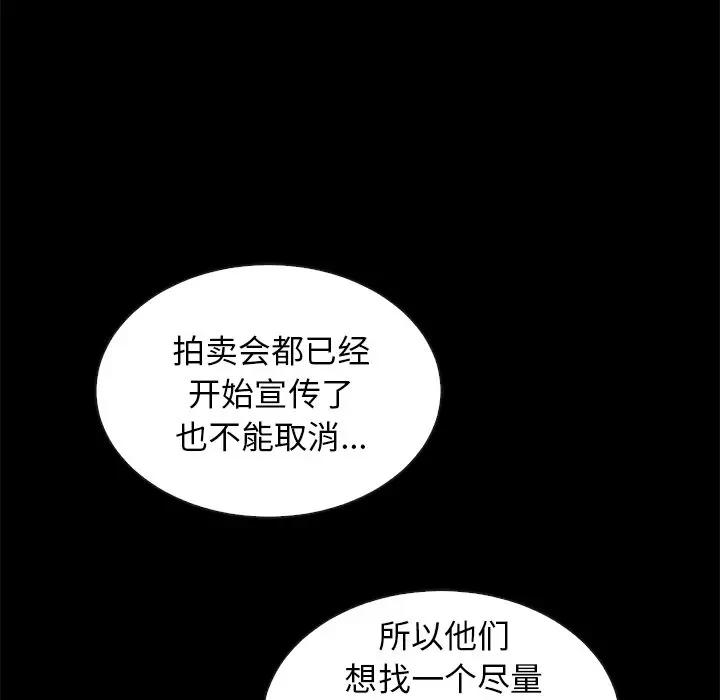 拍卖会都已经
开始宣传了
也不能取消...
所以他们
想找一个尽量